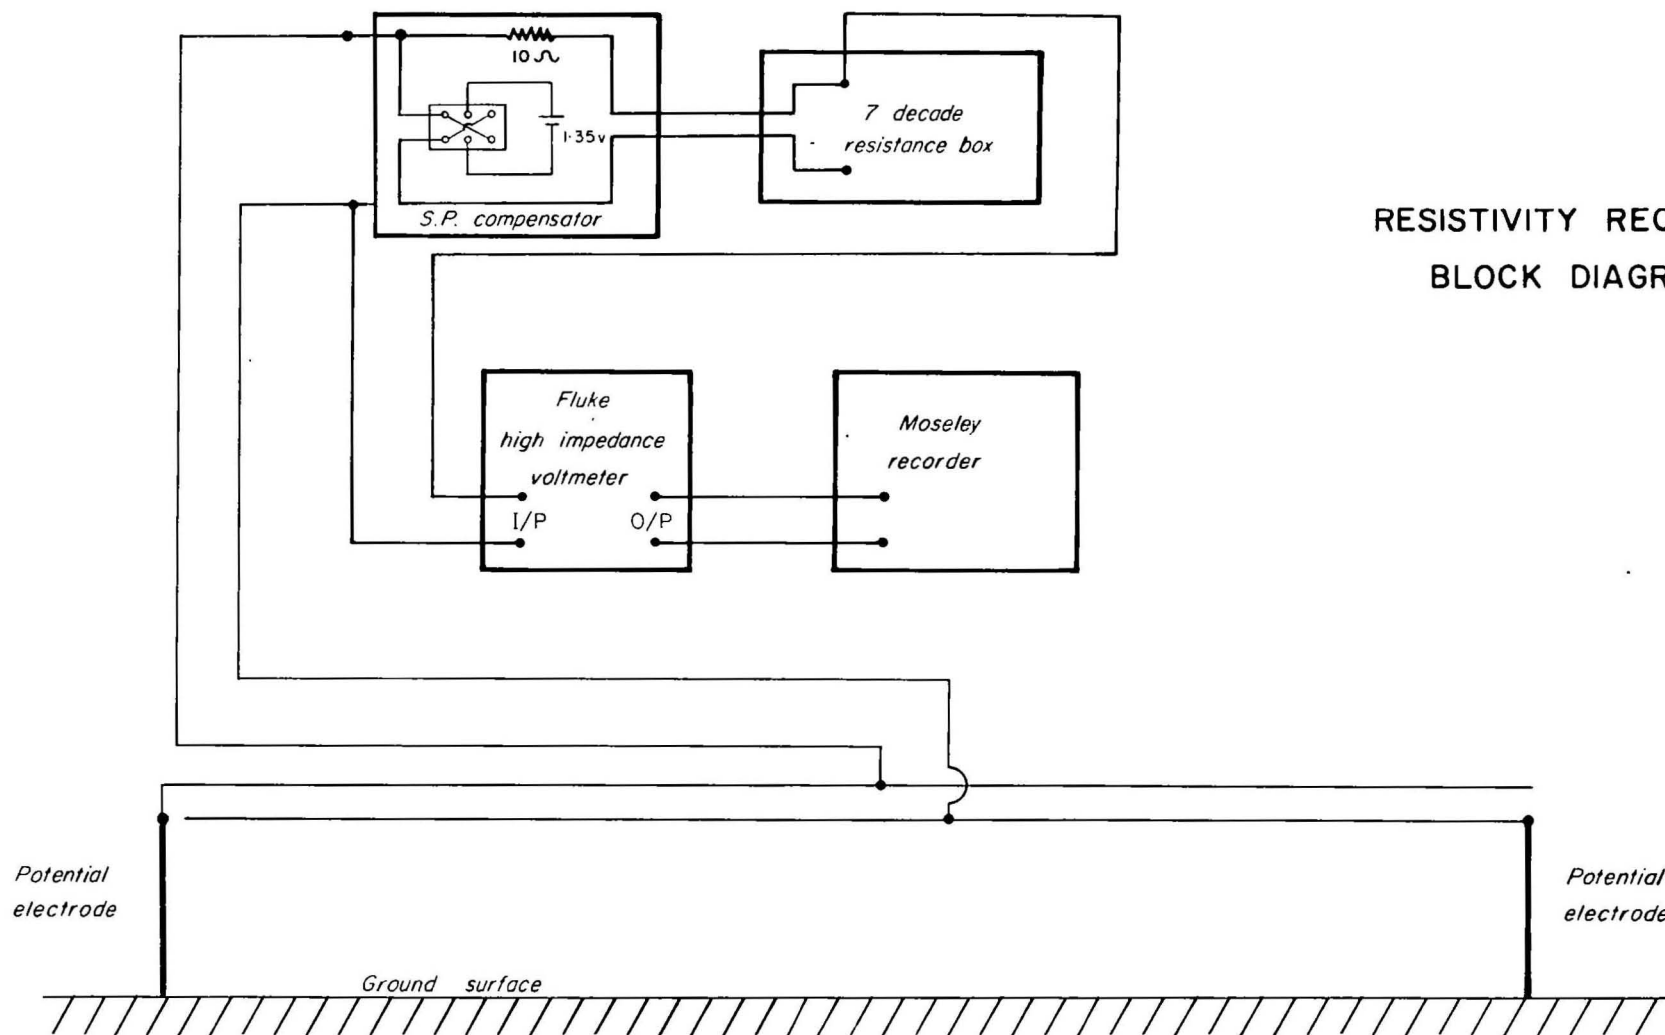 10 Ω
1·35v
S.P. compensator
7 decade
resistance box
RESISTIVITY REC
BLOCK DIAGR
Fluke
high impedance
voltmeter
I/P O/P
Moseley
recorder
Potential
electrode
Potential
electrode
Ground surface